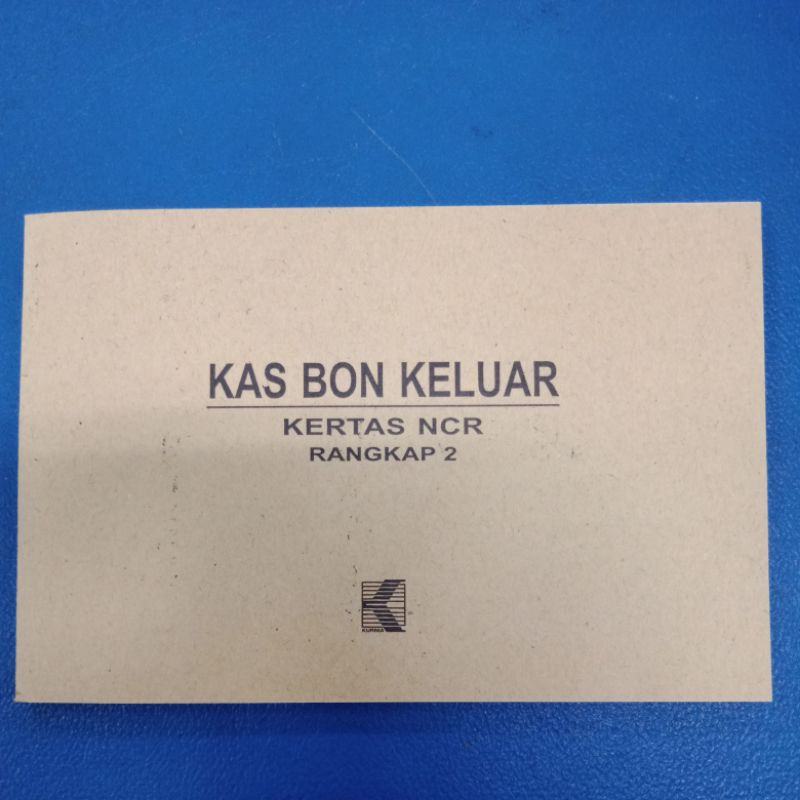 KAS BON KELUAR
KERTAS NCR
RANGKAP 2